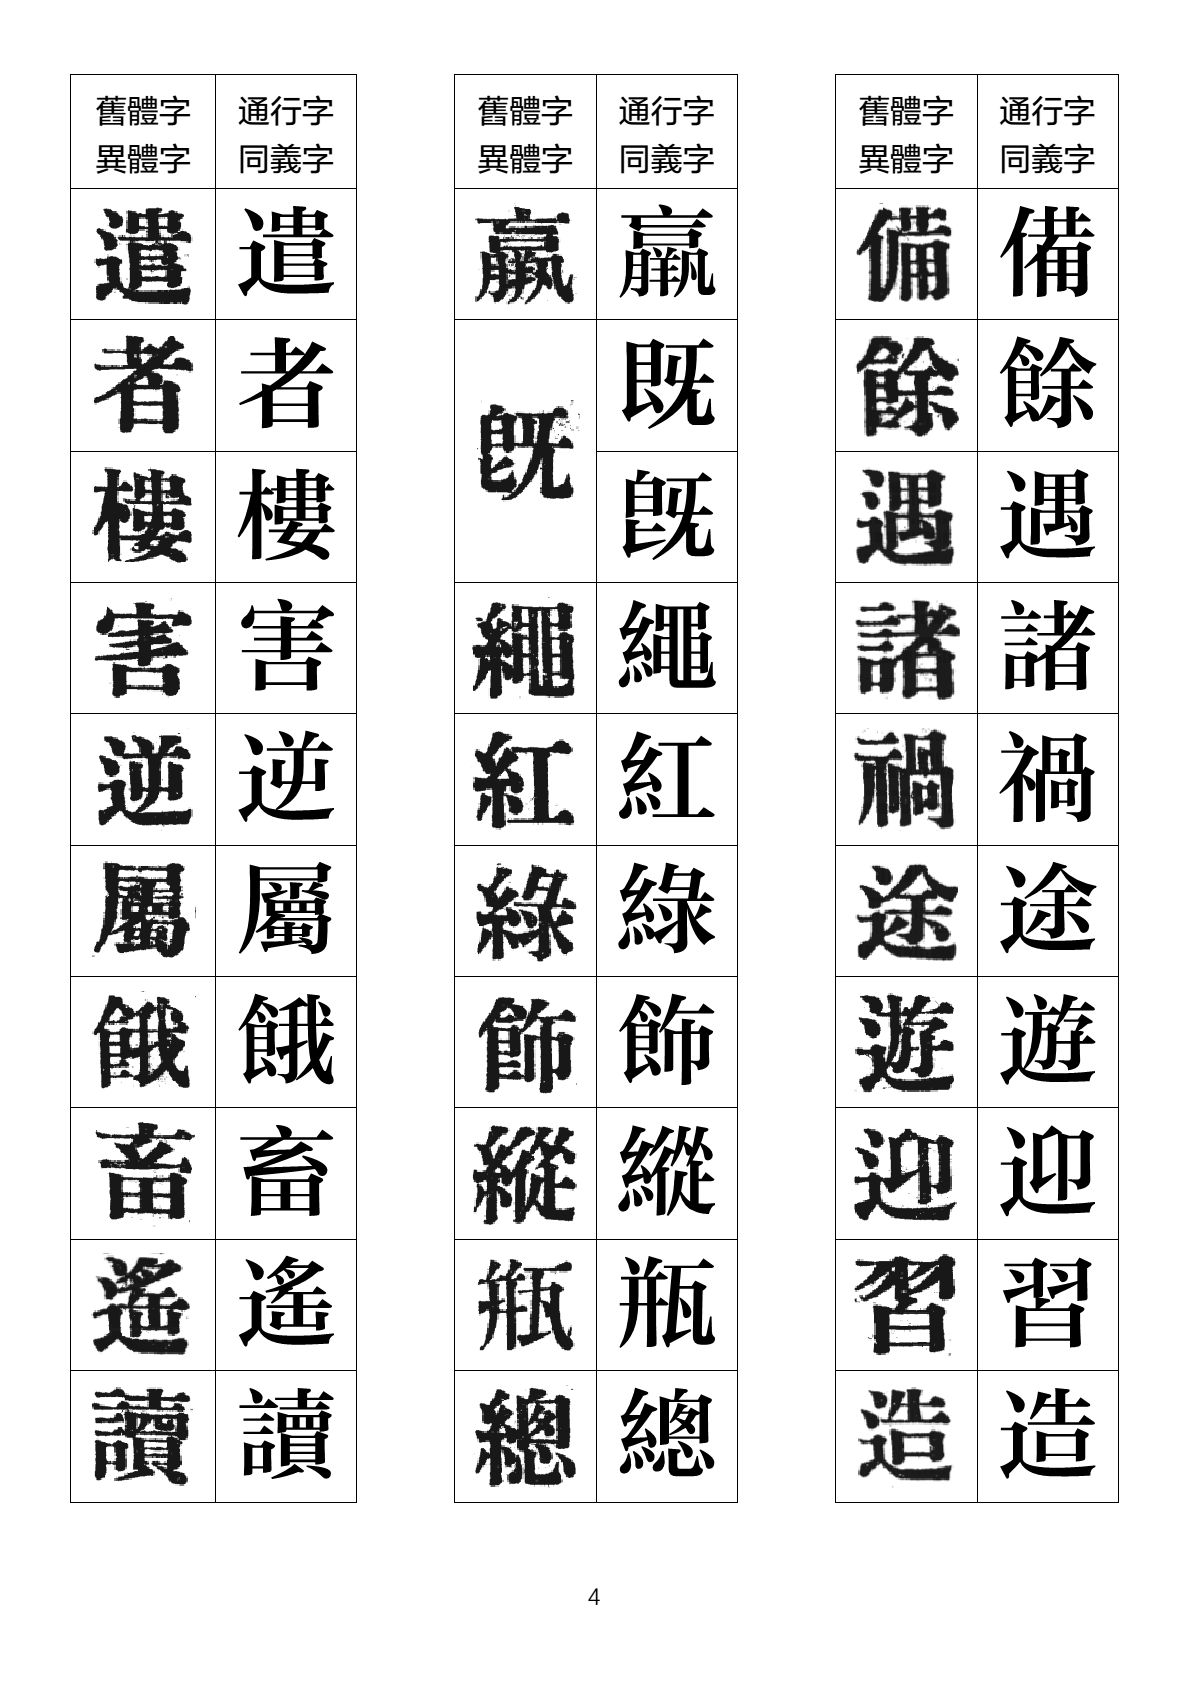 舊體字 通行字
異體字 同義字
遣 遣
者 者
樓 樓
害 害
逆 逆
屬 屬
餓 餓
畜 畜
遙 遙
讀 讀
舊體字 通行字
異體字 同義字
羸 羸
旣 既
旣
繩 繩
紅 紅
綠 綠
飾 飾
縱 縱
瓶 瓶
總 總
舊體字 通行字
異體字 同義字
備 備
餘 餘
遇 遇
諸 諸
禍 禍
途 途
遊 遊
迎 迎
習 習
造 造
4